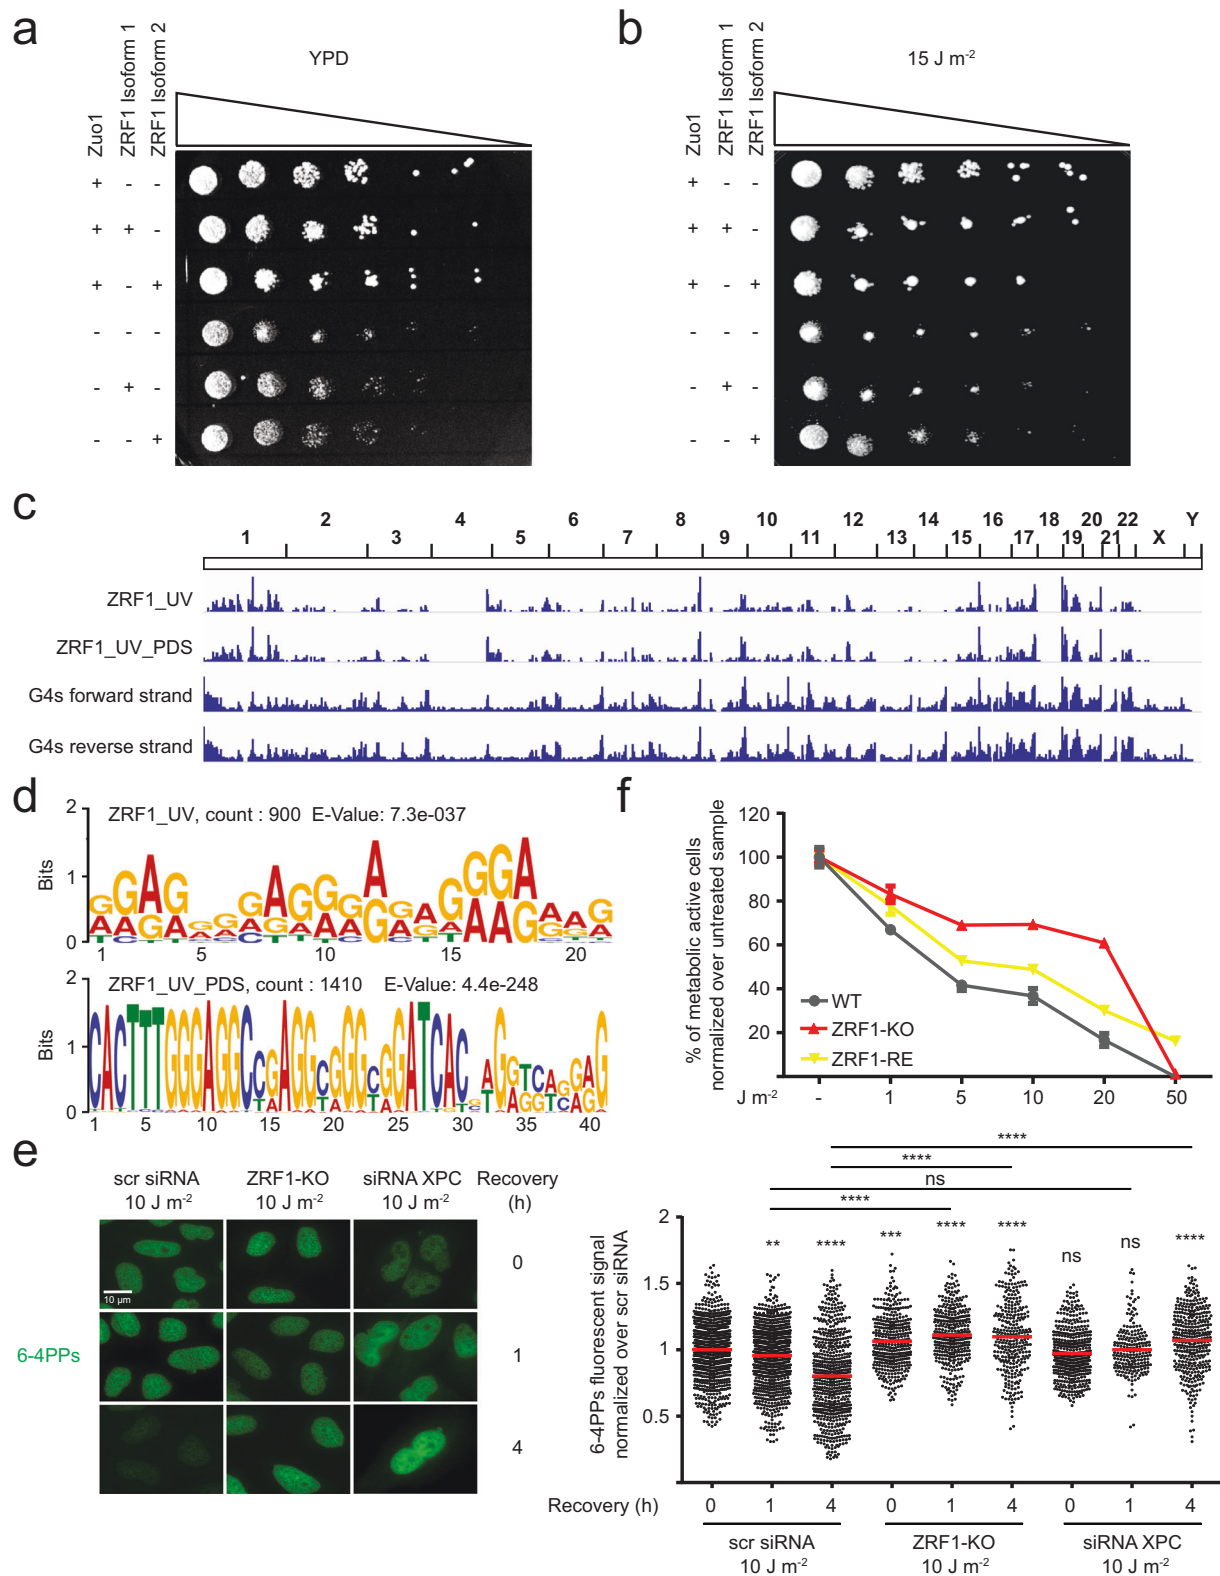 a
YPD
Zuo1
ZRF1 Isoform 1
ZRF1 Isoform 2
+ - -
+ + -
+ - +
- - -
- + -
- - +
b
15 J m-2
Zuo1
ZRF1 Isoform 1
ZRF1 Isoform 2
+ - -
+ + -
+ - +
- - -
- + -
- - +
c
1 2 3 4 5 6 7 8 9 10 11 12 13 14 15 16 17 18 19 20 21 22 X Y
ZRF1_UV
ZRF1_UV_PDS
G4s forward strand
G4s reverse strand
d
ZRF1_UV, count : 900 E-Value: 7.3e-037
Bits
2
1
0
1 5 10 15 20
ZRF1_UV_PDS, count : 1410 E-Value: 4.4e-248
Bits
2
1
0
1 5 10 15 20 25 30 35 40
f
% of metabolic active cells
normalized over untreated sample
120
100
80
60
40
20
WT
ZRF1-KO
ZRF1-RE
J m-2 - 1 5 10 20 50
e
scr siRNA
10 J m-2
ZRF1-KO
10 J m-2
siRNA XPC
10 J m-2
Recovery
(h)
6-4PPs
10 µm
0
1
4
6-4PPs fluorescent signal
normalized over scr siRNA
2
1.5
1
0.5
****
****
ns
****
** **** *** **** **** ns ns ****
Recovery (h) 0 1 4 0 1 4 0 1 4
scr siRNA
10 J m-2
ZRF1-KO
10 J m-2
siRNA XPC
10 J m-2